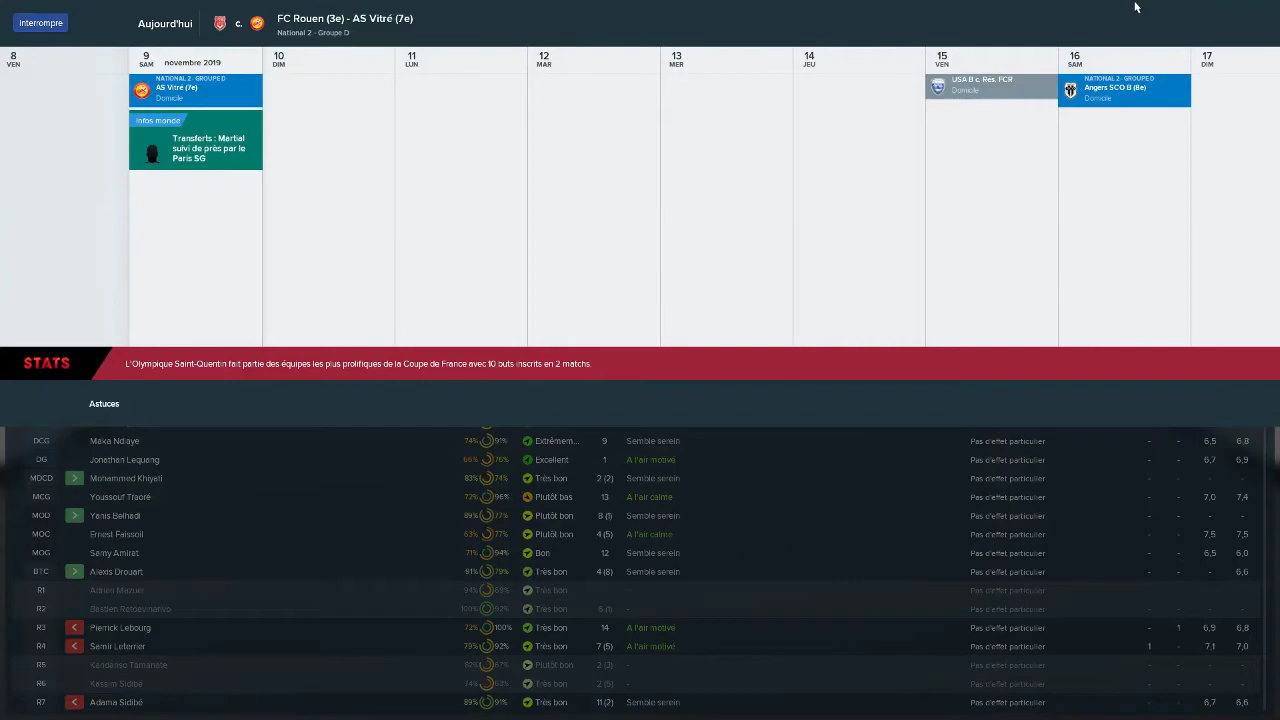 Interrompre
Aujourd'hui
c.
FC Rouen (3e) - AS Vitré (7e)
National 2 - Groupe D
8
VEN
9
SAM
novembre 2019
10
DIM
11
LUN
12
MAR
13
MER
14
JEU
15
VEN
16
SAM
17
DIM
NATIONAL 2 - GROUPE D
AS Vitré (7e)
Domicile
USA B c. Rés. FCR
Domicile
NATIONAL 2 - GROUPE D
Angers SCO B (8e)
Domicile
Infos monde
Transferts : Martial
suivi de près par le
Paris SG
STATS
L'Olympique Saint-Quentin fait partie des équipes les plus prolifiques de la Coupe de France avec 10 buts inscrits en 2 matchs.
Astuces
DCG Maka Ndiaye 74% 91% Extrêmem... 9 Semble serein Pas d'effet particulier - - 6,5 6,8
DG Jonathan Lequang 66% 76% Excellent 1 A l'air motivé Pas d'effet particulier - - 6,7 6,9
MDCD Mohammed Khiyati 83% 74% Très bon 2 (2) Semble serein Pas d'effet particulier - - - -
MCG Youssouf Traoré 72% 96% Plutôt bas 13 A l'air calme Pas d'effet particulier - - 7,0 7,4
MOD Yanis Belhadi 89% 77% Plutôt bon 8 (1) Semble serein Pas d'effet particulier - - - -
MOC Ernest Faissoil 63% 77% Plutôt bon 4 (5) A l'air calme Pas d'effet particulier - - 7,5 7,5
MOG Samy Amirat 71% 94% Bon 12 Semble serein Pas d'effet particulier - - 6,5 6,0
BTC Alexis Drouart 91% 79% Très bon 4 (8) Semble serein Pas d'effet particulier - - - 6,6
R1 Adrien Mazuel 94% 69% Très bon - - Pas d'effet particulier - - - -
R2 Bastien Ratoavinarivo 100% 92% Très bon 6 (1) - Pas d'effet particulier - - - -
R3 Pierrick Lebourg 72% 100% Très bon 14 A l'air motivé Pas d'effet particulier - 1 6,9 6,8
R4 Samir Leterrier 79% 92% Très bon 7 (5) A l'air motivé Pas d'effet particulier 1 - 7,1 7,0
R5 Kandanso Tamanate 82% 67% Plutôt bon 2 (3) - Pas d'effet particulier - - - -
R6 Kassim Sidibé 74% 63% Très bon 2 (5) - Pas d'effet particulier - - - -
R7 Adama Sidibé 89% 91% Très bon 11 (2) Semble serein Pas d'effet particulier - - 6,7 6,6